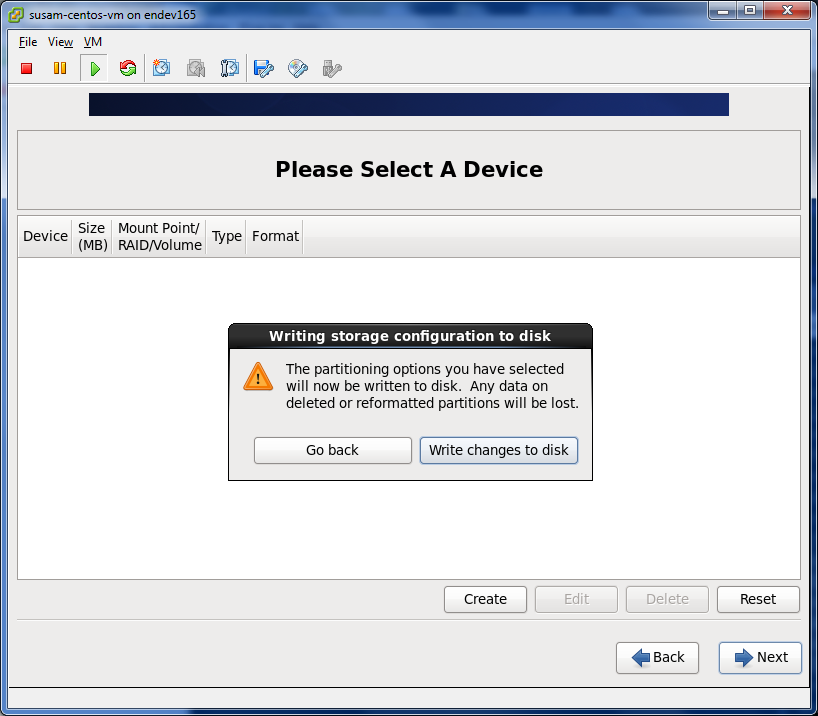 susam-centos-vm on endev165
File View VM
Please Select A Device
Device Size (MB) Mount Point/ RAID/Volume Type Format
Writing storage configuration to disk
The partitioning options you have selected
will now be written to disk.  Any data on
deleted or reformatted partitions will be lost.
Go back Write changes to disk
Create Edit Delete Reset
Back Next